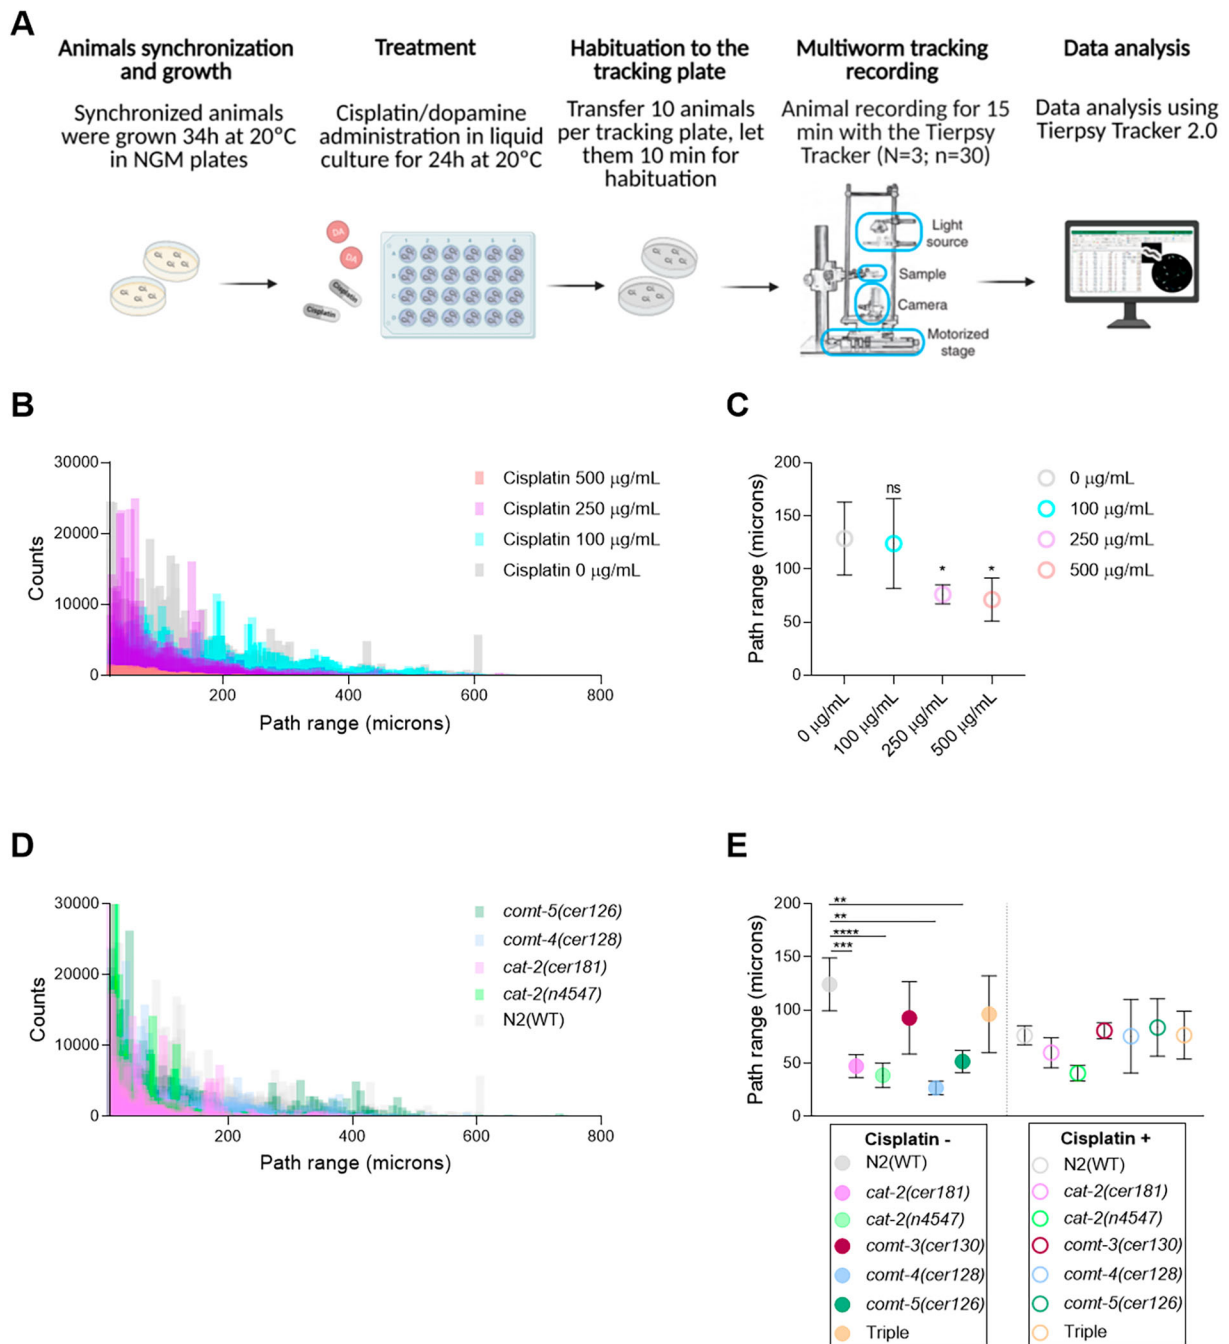 A
Animals synchronization
and growth
Synchronized animals
were grown 34h at 20°C
in NGM plates
Treatment
Cisplatin/dopamine
administration in liquid
culture for 24h at 20°C
Habituation to the
tracking plate
Transfer 10 animals
per tracking plate, let
them 10 min for
habituation
Multiworm tracking
recording
Animal recording for 15
min with the Tierpsy
Tracker (N=3; n=30)
Data analysis
Data analysis using
Tierpsy Tracker 2.0
DA
DA
Cisplatin
Cisplatin
1 2 3 4 5 6
A
B
C
D
Light
source
Sample
Camera
Motorized
stage
B
30000
20000
10000
0
Counts
200 400 600 800
Path range (microns)
Cisplatin 500 µg/mL
Cisplatin 250 µg/mL
Cisplatin 100 µg/mL
Cisplatin 0 µg/mL
C
200
150
100
50
0
Path range (microns)
ns
*
*
0 µg/mL
100 µg/mL
250 µg/mL
500 µg/mL
0 µg/mL
100 µg/mL
250 µg/mL
500 µg/mL
D
30000
20000
10000
0
Counts
200 400 600 800
Path range (microns)
comt-5(cer126)
comt-4(cer128)
cat-2(cer181)
cat-2(n4547)
N2(WT)
E
200
150
100
50
0
Path range (microns)
**
**
****
***
Cisplatin -
N2(WT)
cat-2(cer181)
cat-2(n4547)
comt-3(cer130)
comt-4(cer128)
comt-5(cer126)
Triple
Cisplatin +
N2(WT)
cat-2(cer181)
cat-2(n4547)
comt-3(cer130)
comt-4(cer128)
comt-5(cer126)
Triple